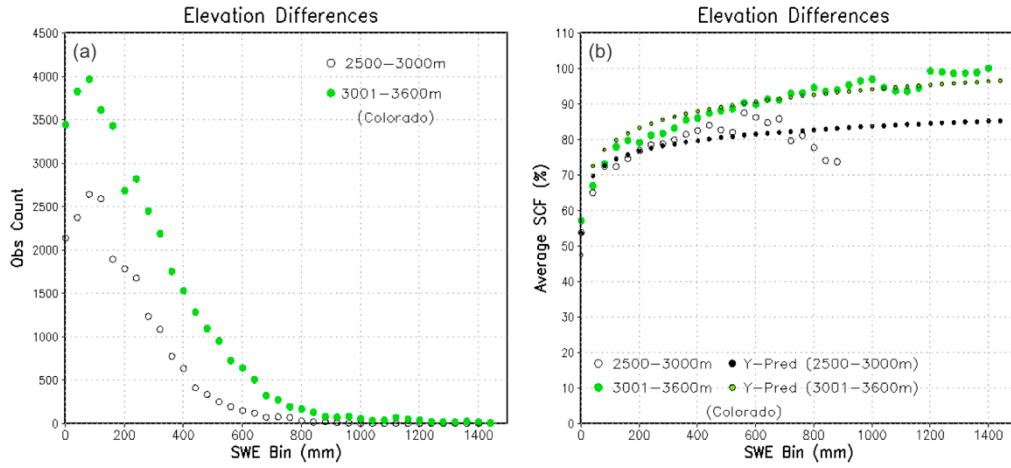 Elevation Differences
(a)
2500−3000m
3001−3600m
(Colorado)
Obs Count
4500
4000
3500
3000
2500
2000
1500
1000
500
0
0 200 400 600 800 1000 1200 1400
SWE Bin (mm)
Elevation Differences
(b)
Average SCF (%)
110
100
90
80
70
60
50
40
30
20
10
0
2500−3000m
3001−3600m
Y−Pred (2500−3000m)
Y−Pred (3001−3600m)
(Colorado)
0 200 400 600 800 1000 1200 1400
SWE Bin (mm)